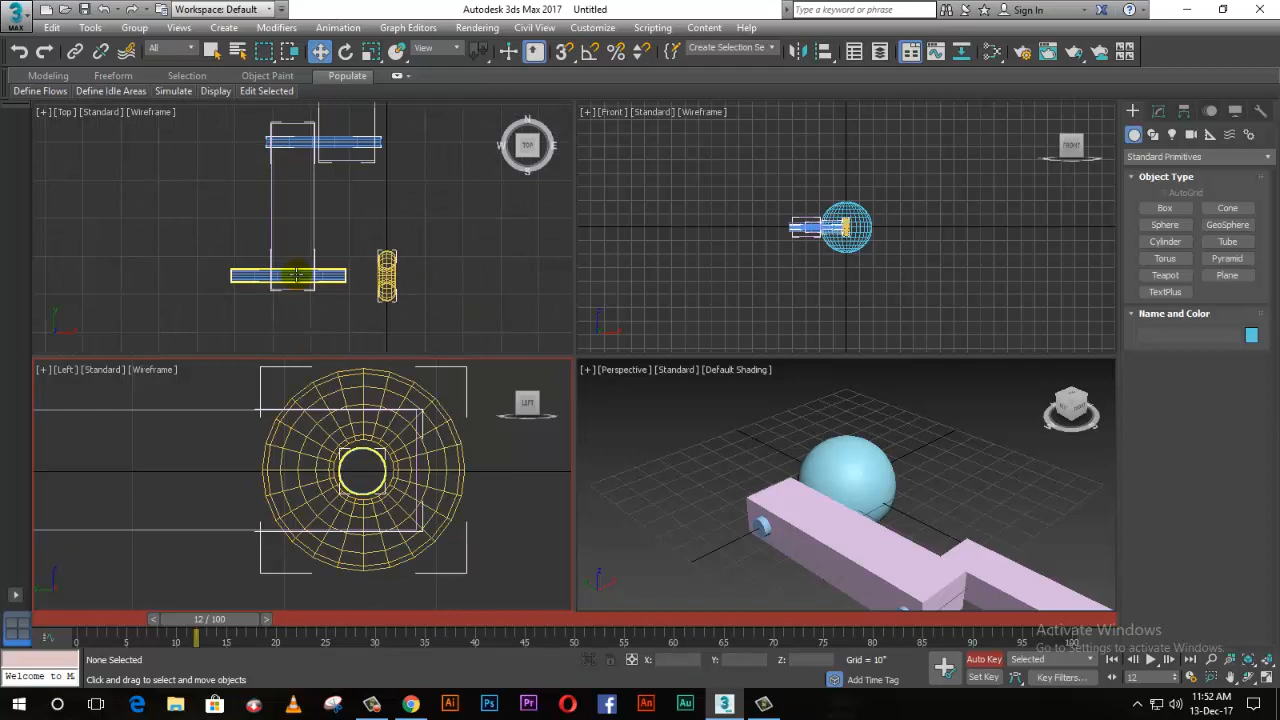 3
MAX
Workspace: Default
Autodesk 3ds Max 2017 Untitled
Type a keyword or phrase
Sign In
Edit Tools Group Views Create Modifiers Animation Graph Editors Rendering Civil View Customize Scripting Content Help
All
View
Create Selection Se
Modeling Freeform Selection Object Paint Populate
Define Flows Define Idle Areas Simulate Display Edit Selected
[+] [Top] [Standard] [Wireframe]
[+] [Front] [Standard] [Wireframe]
N
W TOP E
S
FRONT
Standard Primitives
Object Type
AutoGrid
Box Cone
Sphere GeoSphere
Cylinder Tube
Torus Pyramid
Teapot Plane
TextPlus
Name and Color
[+] [Left] [Standard] [Wireframe]
[+] [Perspective] [Standard] [Default Shading]
LEFT
12 / 100
0 5 10 15 20 25 30 35 40 45 50 55 60 65 70 75 80 85 90 95 100
Activate Windows
Go to Settings to activate Windows.
None Selected
X: Y: Z: Grid = 10"
Auto Key Selected
Welcome to M
Click and drag to select and move objects
Add Time Tag
Set Key Key Filters...
12
11:52 AM
13-Dec-17